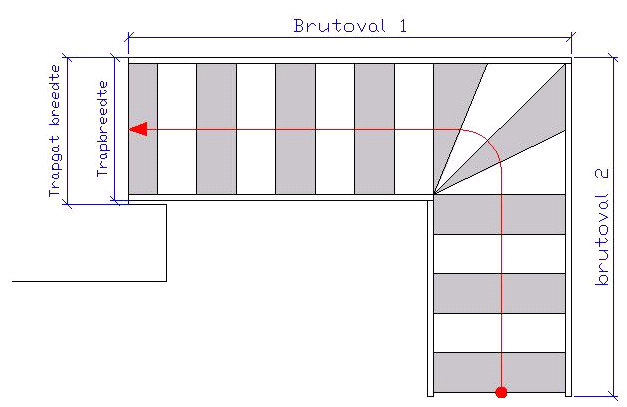 Brutoval 1
Trapgat breedte
Trapbreedte
brutoval 2